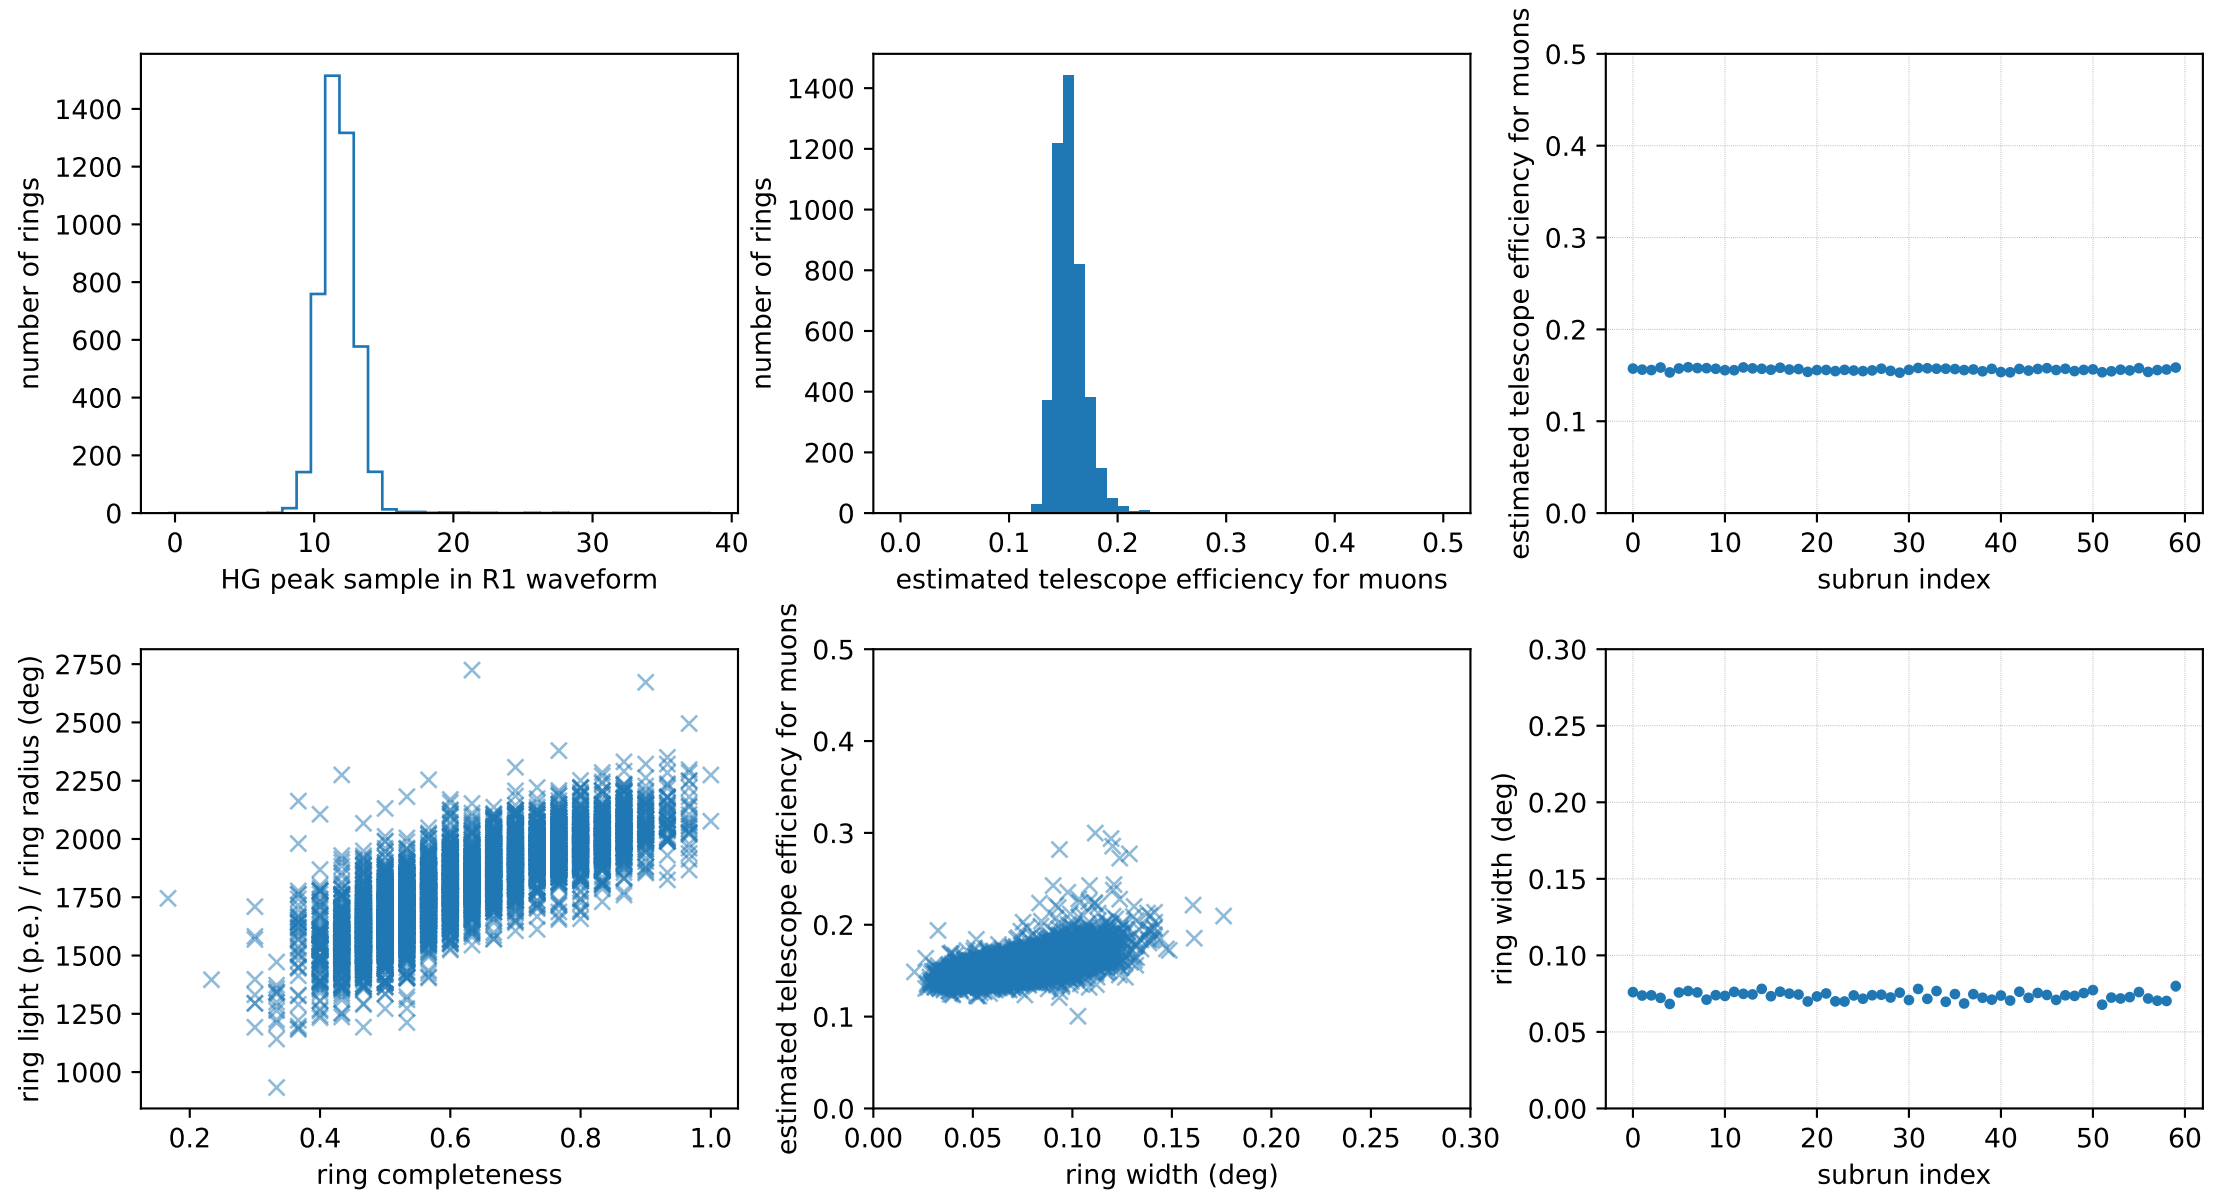 number of rings
1400
1200
1000
800
600
400
200
0
0 10 20 30 40
HG peak sample in R1 waveform
number of rings
1400
1200
1000
800
600
400
200
0
0.0 0.1 0.2 0.3 0.4 0.5
estimated telescope efficiency for muons
estimated telescope efficiency for muons
0.5
0.4
0.3
0.2
0.1
0.0
0 10 20 30 40 50 60
subrun index
ring light (p.e.) / ring radius (deg)
2750
2500
2250
2000
1750
1500
1250
1000
0.2 0.4 0.6 0.8 1.0
ring completeness
estimated telescope efficiency for muons
0.5
0.4
0.3
0.2
0.1
0.0
0.00 0.05 0.10 0.15 0.20 0.25 0.30
ring width (deg)
ring width (deg)
0.30
0.25
0.20
0.15
0.10
0.05
0.00
0 10 20 30 40 50 60
subrun index